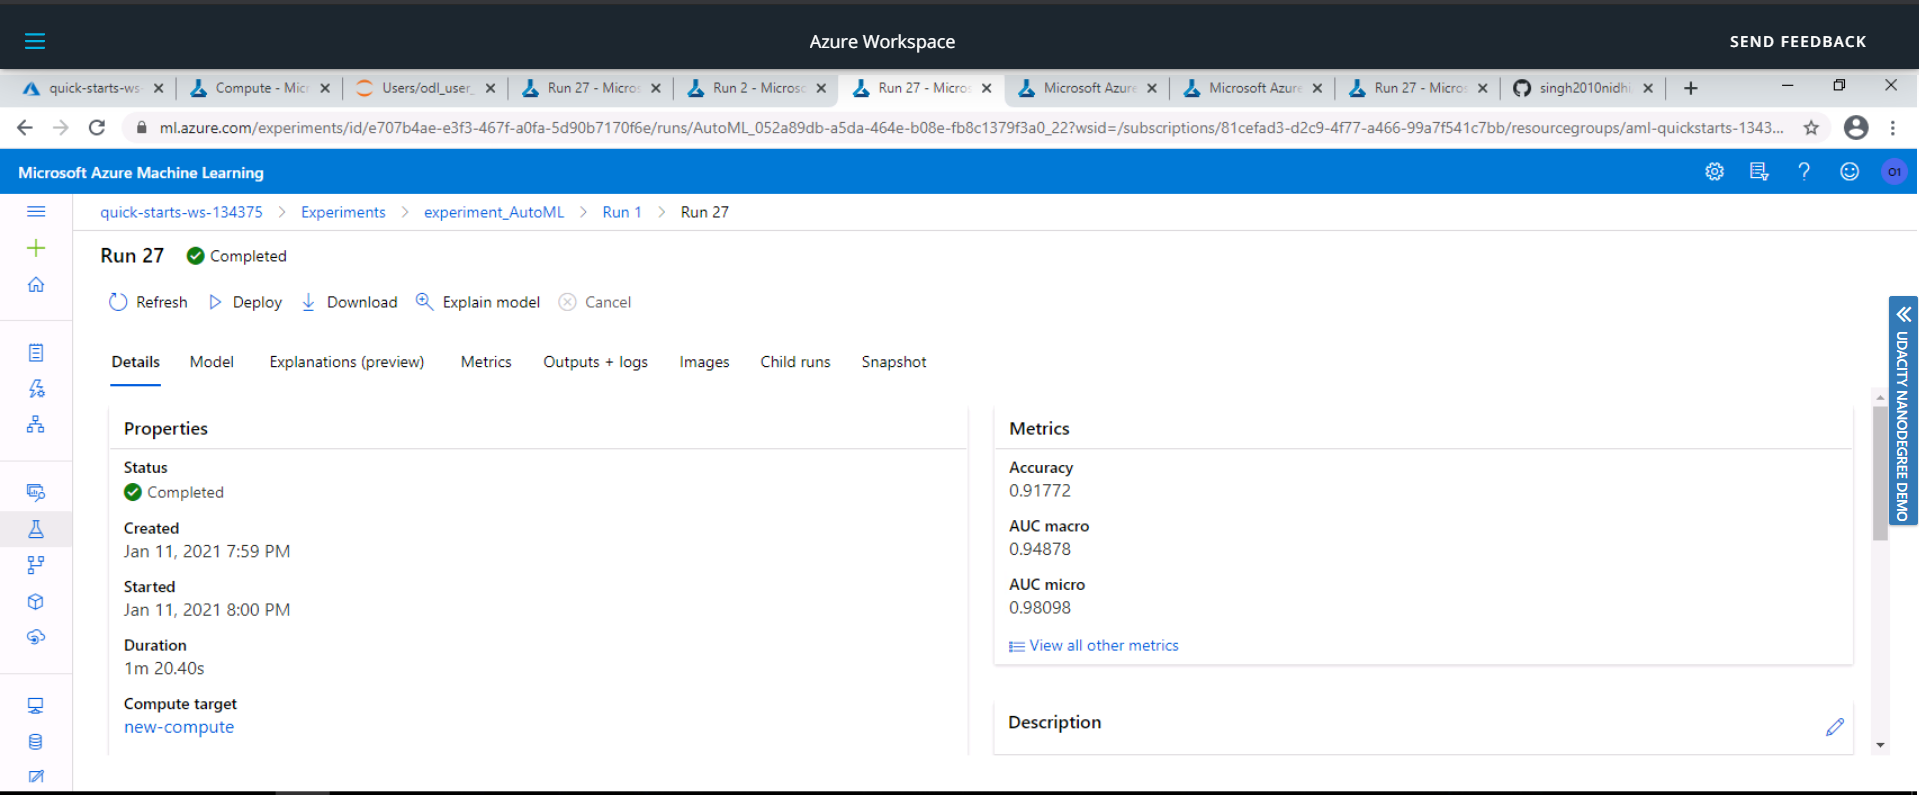 Azure Workspace
SEND FEEDBACK
quick-starts-ws-
Compute - Micr
Users/odl_user_
Run 27 - Micros
Run 2 - Microsc
Run 27 - Micros
Microsoft Azure
Microsoft Azure
Run 27 - Micros
singh2010nidhi
ml.azure.com/experiments/id/e707b4ae-e3f3-467f-a0fa-5d90b7170f6e/runs/AutoML_052a89db-a5da-464e-b08e-fb8c1379f3a0_22?wsid=/subscriptions/81cefad3-d2c9-4f77-a466-99a7f541c7bb/resourcegroups/aml-quickstarts-1343...
Microsoft Azure Machine Learning
O1
quick-starts-ws-134375 > Experiments > experiment_AutoML > Run 1 > Run 27
Run 27 Completed
Refresh Deploy Download Explain model Cancel
Details Model Explanations (preview) Metrics Outputs + logs Images Child runs Snapshot
Properties
Status
Completed
Created
Jan 11, 2021 7:59 PM
Started
Jan 11, 2021 8:00 PM
Duration
1m 20.40s
Compute target
new-compute
Metrics
Accuracy
0.91772
AUC macro
0.94878
AUC micro
0.98098
View all other metrics
Description
UDACITY NANODEGREE DEMO